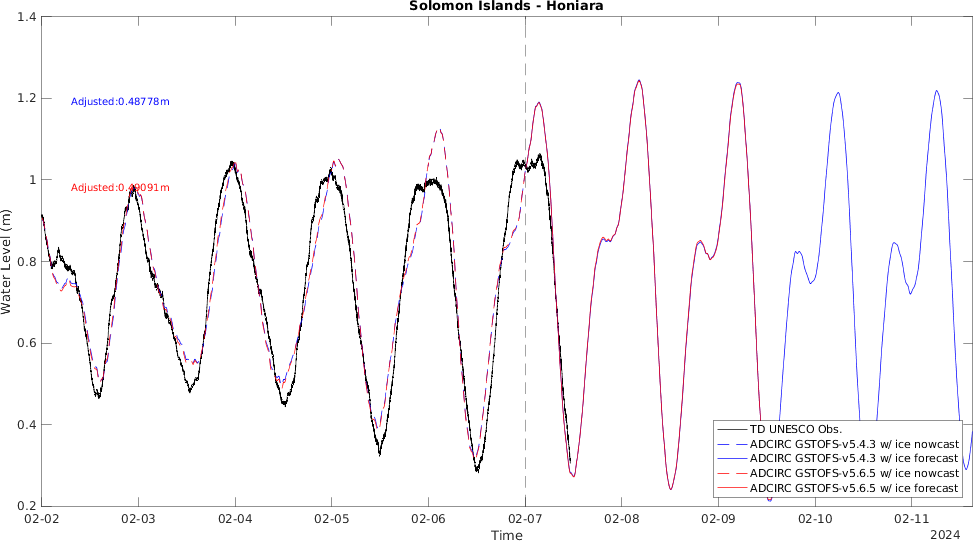 Solomon Islands - Honiara
1.4
1.2
1
0.8
0.6
0.4
0.2
Water Level (m)
Adjusted:0.48778m
Adjusted:0.49091m
TD UNESCO Obs.
ADCIRC GSTOFS-v5.4.3 w/ ice nowcast
ADCIRC GSTOFS-v5.4.3 w/ ice forecast
ADCIRC GSTOFS-v5.6.5 w/ ice nowcast
ADCIRC GSTOFS-v5.6.5 w/ ice forecast
02-02 02-03 02-04 02-05 02-06 02-07 02-08 02-09 02-10 02-11
Time
2024